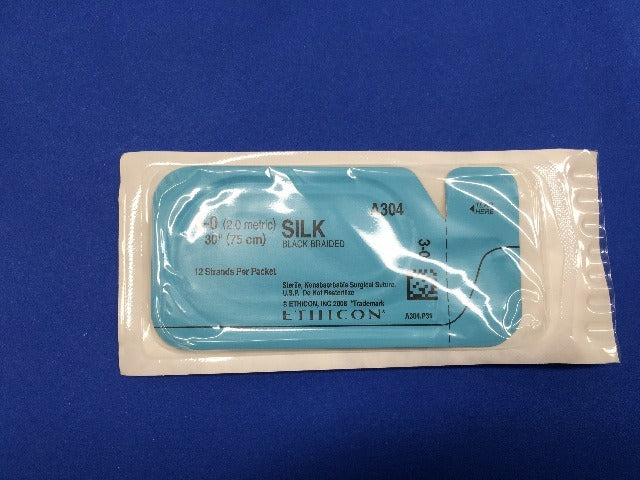 A304
-0 (2.0 metric) SILK
30" (75 cm) BLACK BRAIDED
12 Strands Per Packet
Sterile, Nonabsorbable Surgical Suture,
U.S.P. Do Not Resterilize
© ETHICON, INC 2008 *Trademark
ETHICON*
3-0
A304.P31
HERE